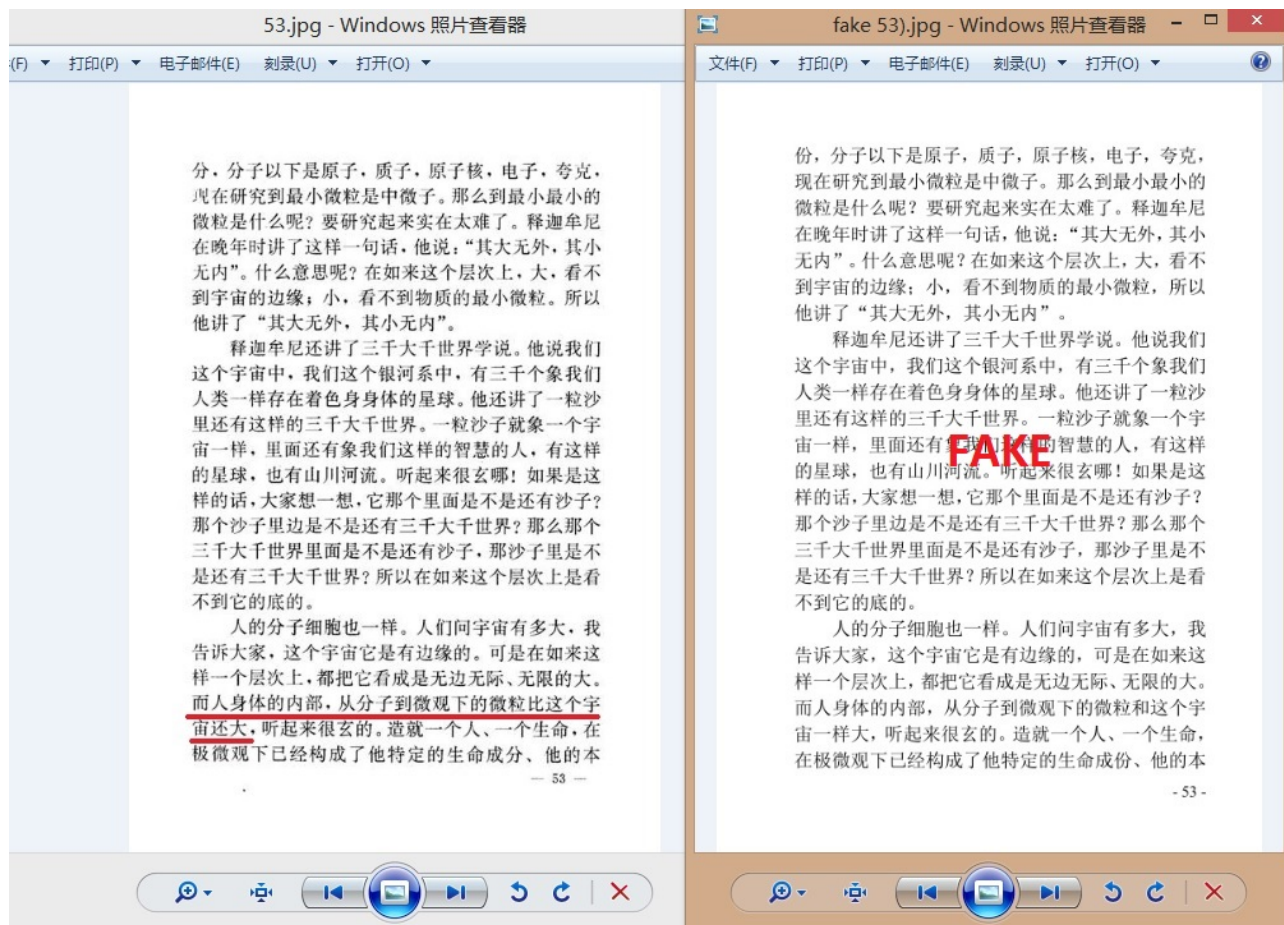 53.jpg - Windows 照片查看器
(F) 打印(P) 电子邮件(E) 刻录(U) 打开(O)
分，分子以下是原子，质子，原子核，电子，夸克，
现在研究到最小微粒是中微子。那么到最小最小的
微粒是什么呢？要研究起来实在太难了。释迦牟尼
在晚年时讲了这样一句话，他说：“其大无外，其小
无内”。什么意思呢？在如来这个层次上，大，看不
到宇宙的边缘；小，看不到物质的最小微粒。所以
他讲了“其大无外，其小无内”。
释迦牟尼还讲了三千大千世界学说。他说我们
这个宇宙中，我们这个银河系中，有三千个象我们
人类一样存在着色身身体的星球。他还讲了一粒沙
里还有这样的三千大千世界。一粒沙子就象一个宇
宙一样，里面还有象我们这样的智慧的人，有这样
的星球，也有山川河流。听起来很玄哪！如果是这
样的话，大家想一想，它那个里面是不是还有沙子？
那个沙子里边是不是还有三千大千世界？那么那个
三千大千世界里面是不是还有沙子，那沙子里是不
是还有三千大千世界？所以在如来这个层次上是看
不到它的底的。
人的分子细胞也一样。人们问宇宙有多大，我
告诉大家，这个宇宙它是有边缘的。可是在如来这
样一个层次上，都把它看成是无边无际、无限的大。
而人身体的内部，从分子到微观下的微粒比这个宇
宙还大，听起来很玄的。造就一个人、一个生命，在
极微观下已经构成了他特定的生命成分、他的本
— 53 —
fake 53).jpg - Windows 照片查看器
文件(F) 打印(P) 电子邮件(E) 刻录(U) 打开(O)
份，分子以下是原子，质子，原子核，电子，夸克，
现在研究到最小微粒是中微子。那么到最小最小的
微粒是什么呢？要研究起来实在太难了。释迦牟尼
在晚年时讲了这样一句话，他说：“其大无外，其小
无内”。什么意思呢？在如来这个层次上，大，看不
到宇宙的边缘；小，看不到物质的最小微粒，所以
他讲了“其大无外，其小无内”。
释迦牟尼还讲了三千大千世界学说。他说我们
这个宇宙中，我们这个银河系中，有三千个象我们
人类一样存在着色身身体的星球。他还讲了一粒沙
里还有这样的三千大千世界。一粒沙子就象一个宇
宙一样，里面还有象我们这样的智慧的人，有这样
FAKE
的星球，也有山川河流。听起来很玄哪！如果是这
样的话，大家想一想，它那个里面是不是还有沙子？
那个沙子里边是不是还有三千大千世界？那么那个
三千大千世界里面是不是还有沙子，那沙子里是不
是还有三千大千世界？所以在如来这个层次上是看
不到它的底的。
人的分子细胞也一样。人们问宇宙有多大，我
告诉大家，这个宇宙它是有边缘的，可是在如来这
样一个层次上，都把它看成是无边无际、无限的大。
而人身体的内部，从分子到微观下的微粒和这个宇
宙一样大，听起来很玄的。造就一个人、一个生命，
在极微观下已经构成了他特定的生命成份、他的本
- 53 -